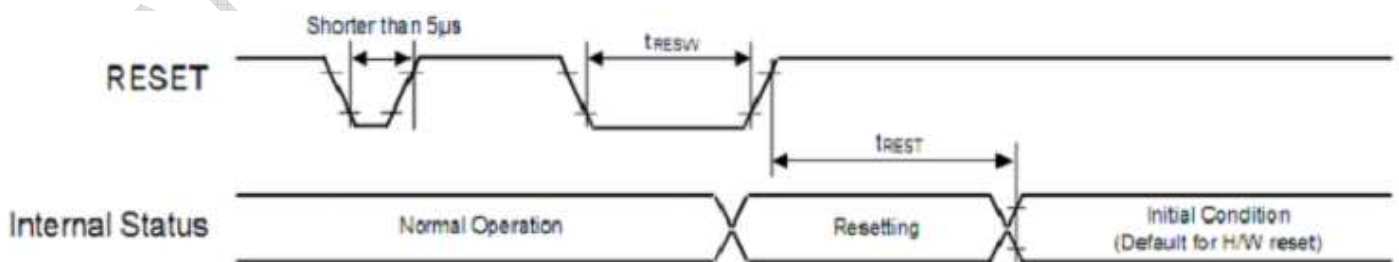 Shorter than 5µs
tRESW
RESET
tREST
Internal Status
Normal Operation
Resetting
Initial Condition
(Default for H/W reset)